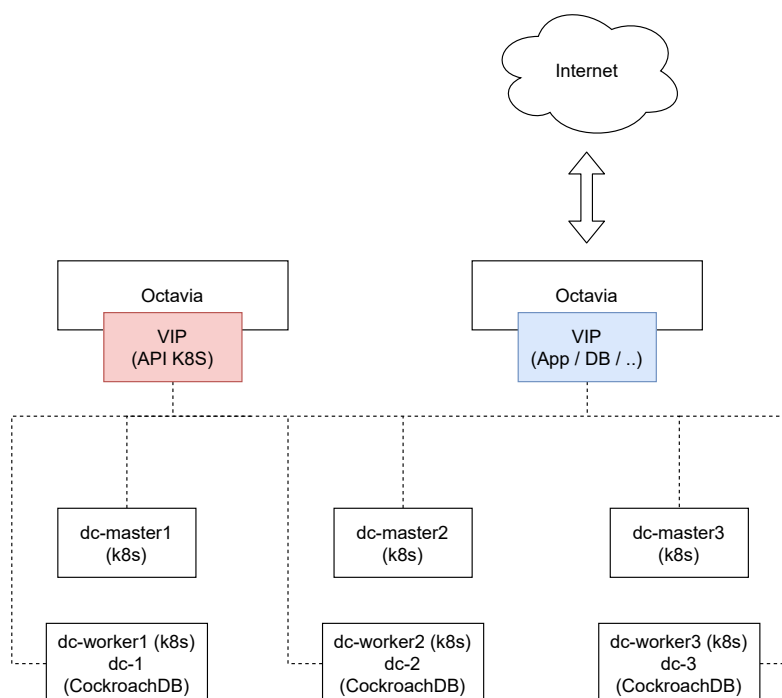 Internet
Octavia
Octavia
VIP
(API K8S)
VIP
(App / DB / ..)
dc-master1
(k8s)
dc-master2
(k8s)
dc-master3
(k8s)
dc-worker1 (k8s)
dc-1
(CockroachDB)
dc-worker2 (k8s)
dc-2
(CockroachDB)
dc-worker3 (k8s)
dc-3
(CockroachDB)